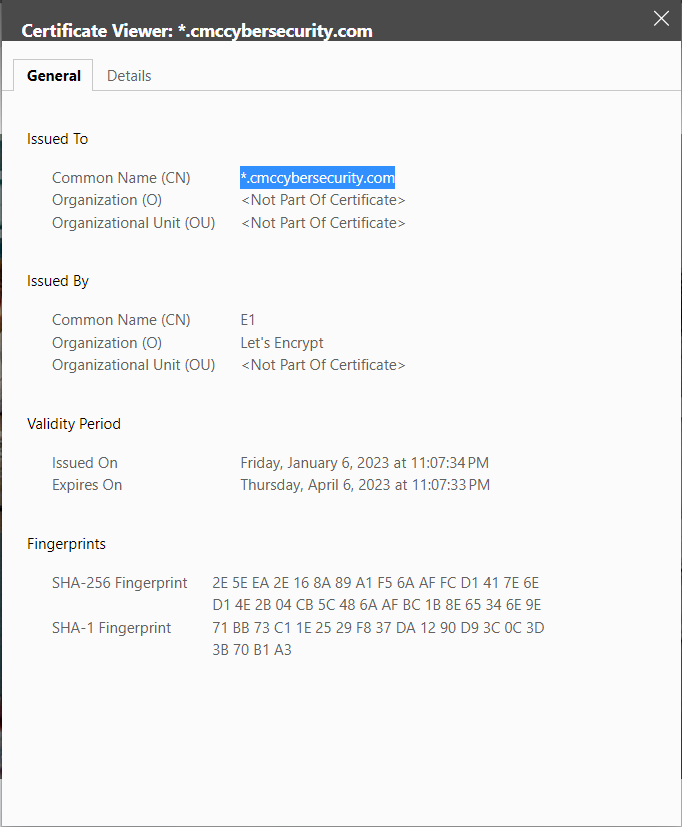 Certificate Viewer: *.cmccybersecurity.com
General Details
Issued To
Common Name (CN) *.cmccybersecurity.com
Organization (O) <Not Part Of Certificate>
Organizational Unit (OU) <Not Part Of Certificate>
Issued By
Common Name (CN) E1
Organization (O) Let's Encrypt
Organizational Unit (OU) <Not Part Of Certificate>
Validity Period
Issued On Friday, January 6, 2023 at 11:07:34 PM
Expires On Thursday, April 6, 2023 at 11:07:33 PM
Fingerprints
SHA-256 Fingerprint 2E 5E EA 2E 16 8A 89 A1 F5 6A AF FC D1 41 7E 6E
D1 4E 2B 04 CB 5C 48 6A AF BC 1B 8E 65 34 6E 9E
SHA-1 Fingerprint 71 BB 73 C1 1E 25 29 F8 37 DA 12 90 D9 3C 0C 3D
3B 70 B1 A3